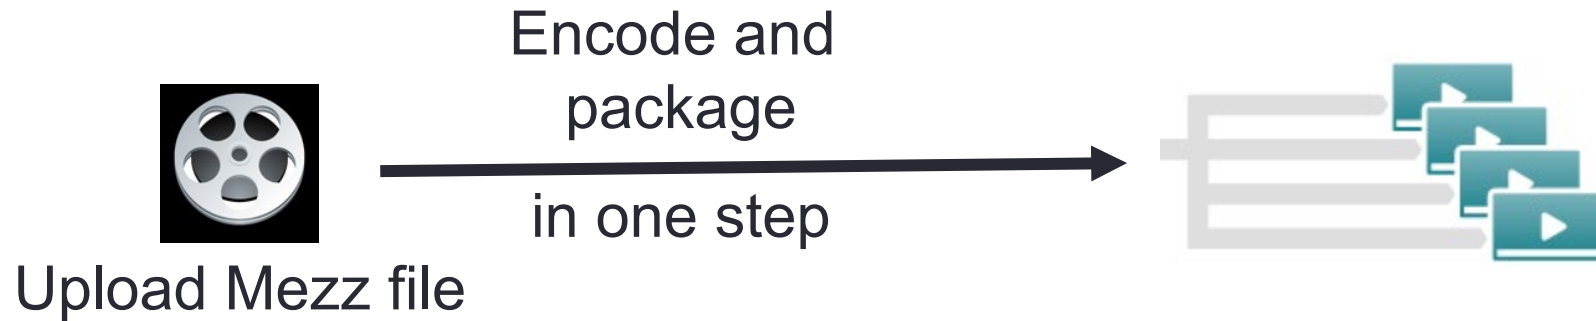 Encode and
package
in one step
Upload Mezz file